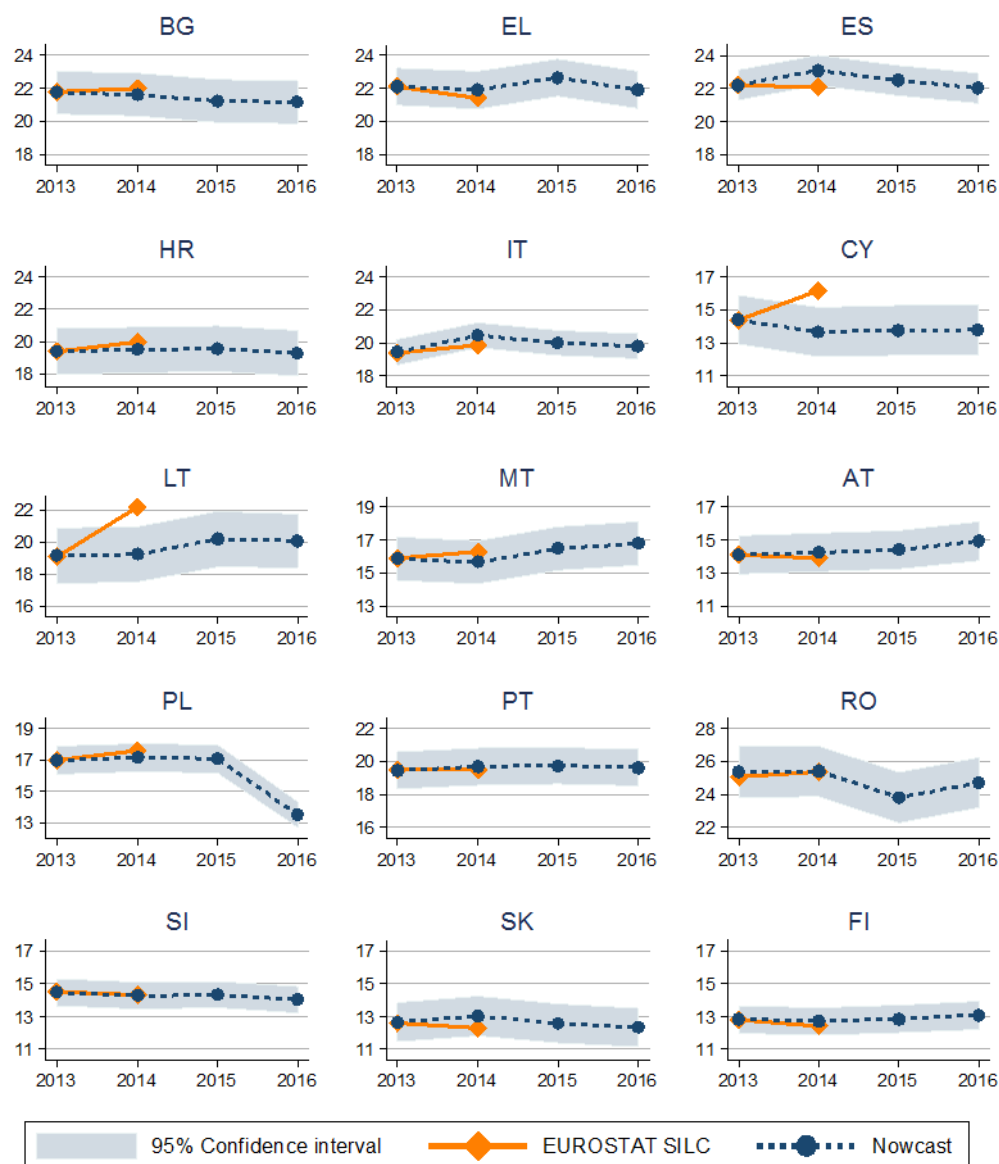 BG EL ES
24 24 24
22 22 22
20 20 20
18 18 18
2013 2014 2015 2016 2013 2014 2015 2016 2013 2014 2015 2016
HR IT CY
24 24 17
22 22 15
20 20 13
18 18 11
2013 2014 2015 2016 2013 2014 2015 2016 2013 2014 2015 2016
LT MT AT
22 19 17
20 17 15
18 15 13
16 13 11
2013 2014 2015 2016 2013 2014 2015 2016 2013 2014 2015 2016
PL PT RO
19 22 28
17 20 26
15 18 24
13 16 22
2013 2014 2015 2016 2013 2014 2015 2016 2013 2014 2015 2016
SI SK FI
17 17 17
15 15 15
13 13 13
11 11 11
2013 2014 2015 2016 2013 2014 2015 2016 2013 2014 2015 2016
95% Confidence interval EUROSTAT SILC Nowcast